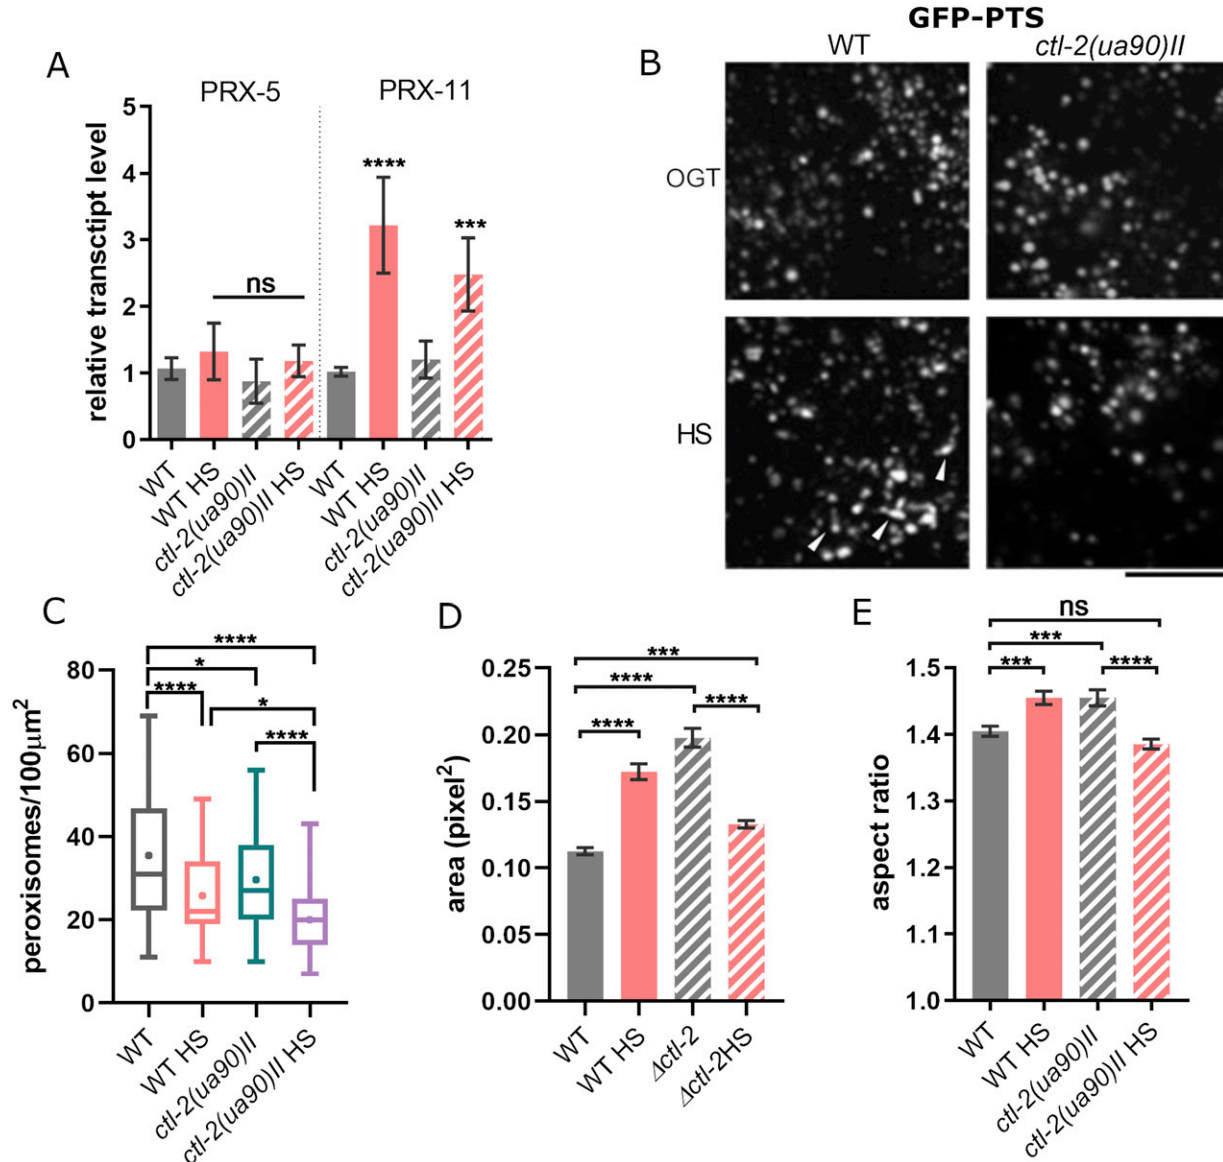 GFP-PTS
WT ctl-2(ua90)II
A
B
PRX-5 PRX-11
5
4
3
2
1
0
relative transctipt level
ns
****
***
WT
WT HS
ctl-2(ua90)II
ctl-2(ua90)II HS
WT
WT HS
ctl-2(ua90)II
ctl-2(ua90)II HS
OGT
HS
C
peroxisomes/100μm²
80
60
40
20
0
****
*
****
*
****
WT
WT HS
ctl-2(ua90)II
ctl-2(ua90)II HS
D
area (pixel²)
0.25
0.20
0.15
0.10
0.05
0.00
***
****
****
****
WT
WT HS
Δctl-2
Δctl-2HS
E
aspect ratio
1.5
1.4
1.3
1.2
1.1
1.0
ns
***
***
****
WT
WT HS
ctl-2(ua90)II
ctl-2(ua90)II HS